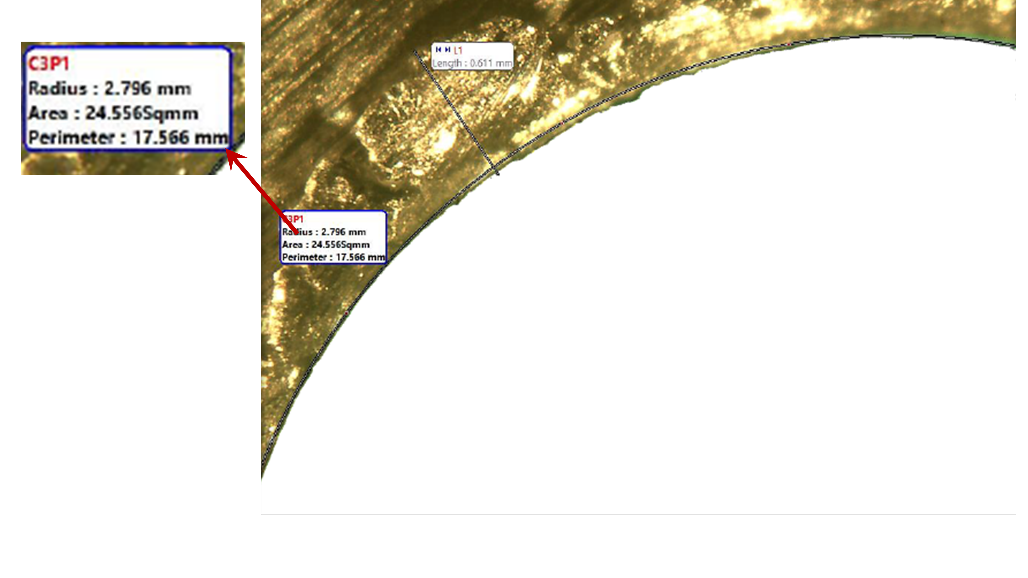 C3P1
Radius : 2.796 mm
Area : 24.556Sqmm
Perimeter : 17.566 mm
L1
Length : 0.611 mm
C3P1
Radius : 2.796 mm
Area : 24.556Sqmm
Perimeter : 17.566 mm